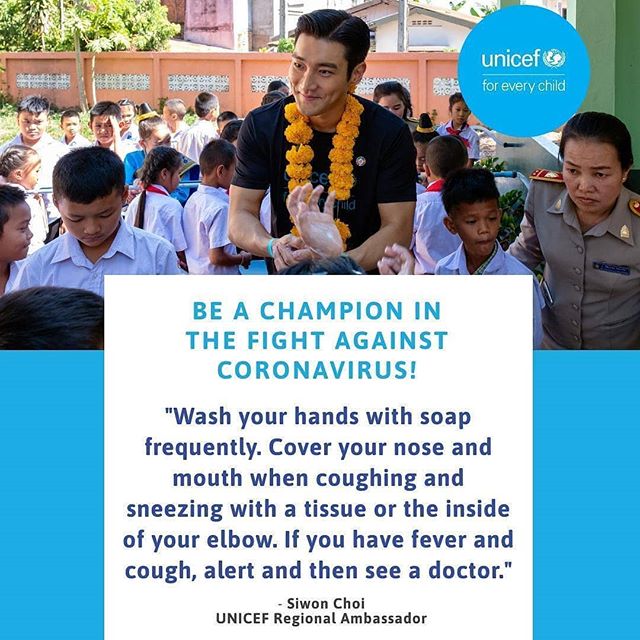 unicef
for every child
BE A CHAMPION IN
THE FIGHT AGAINST
CORONAVIRUS!
"Wash your hands with soap
frequently. Cover your nose and
mouth when coughing and
sneezing with a tissue or the inside
of your elbow. If you have fever and
cough, alert and then see a doctor."
- Siwon Choi
UNICEF Regional Ambassador